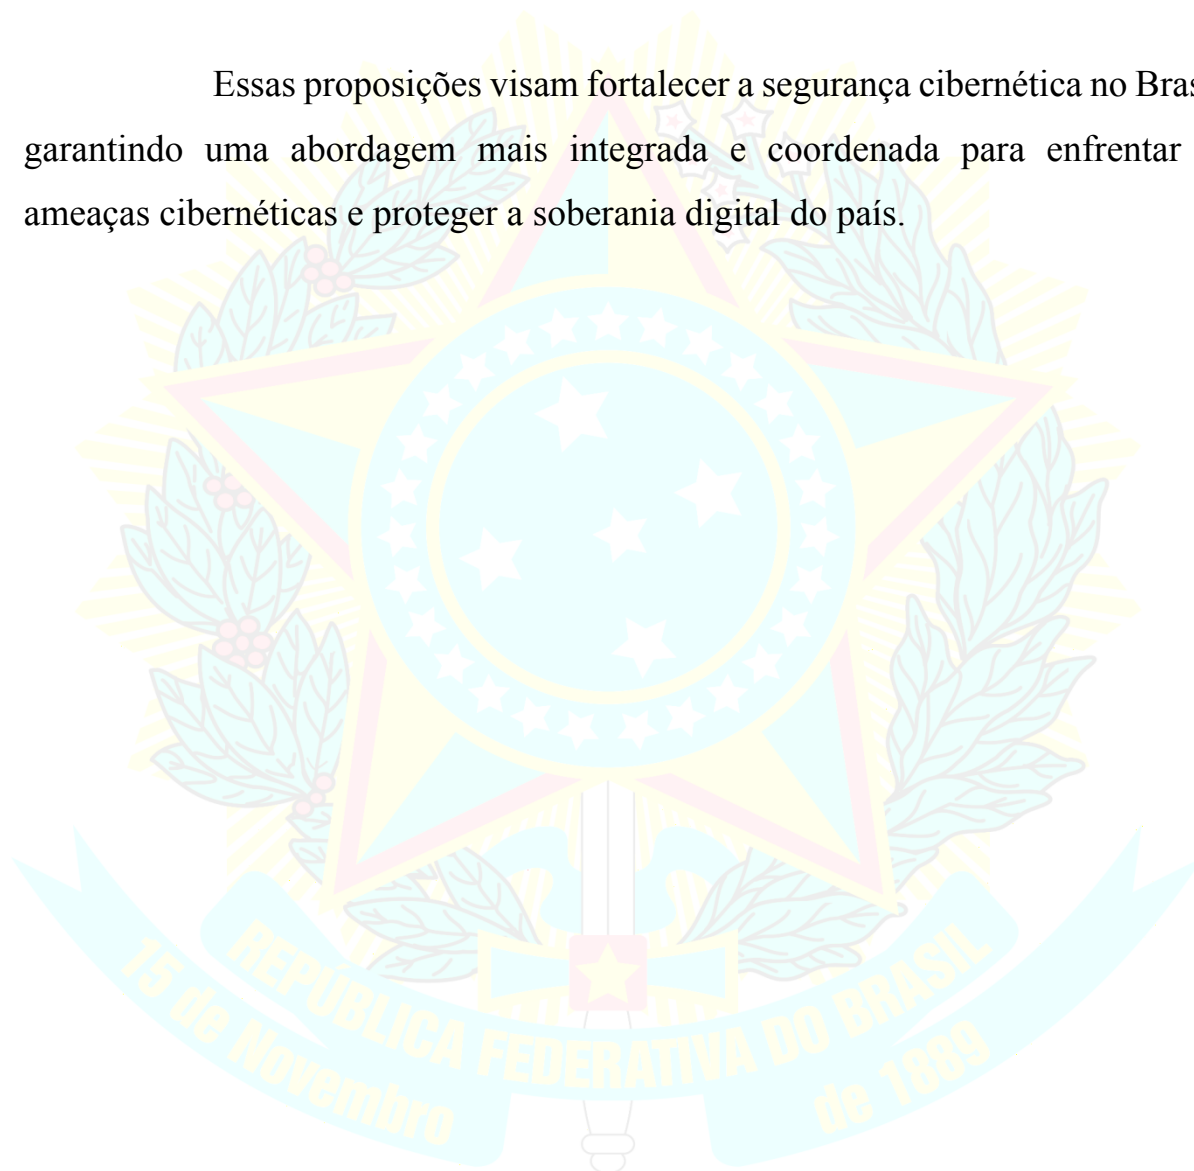 Essas proposições visam fortalecer a segurança cibernética no Bras
garantindo uma abordagem mais integrada e coordenada para enfrentar
ameaças cibernéticas e proteger a soberania digital do país.
REPÚBLICA FEDERATIVA DO BRASIL
15 de Novembro
de 1889